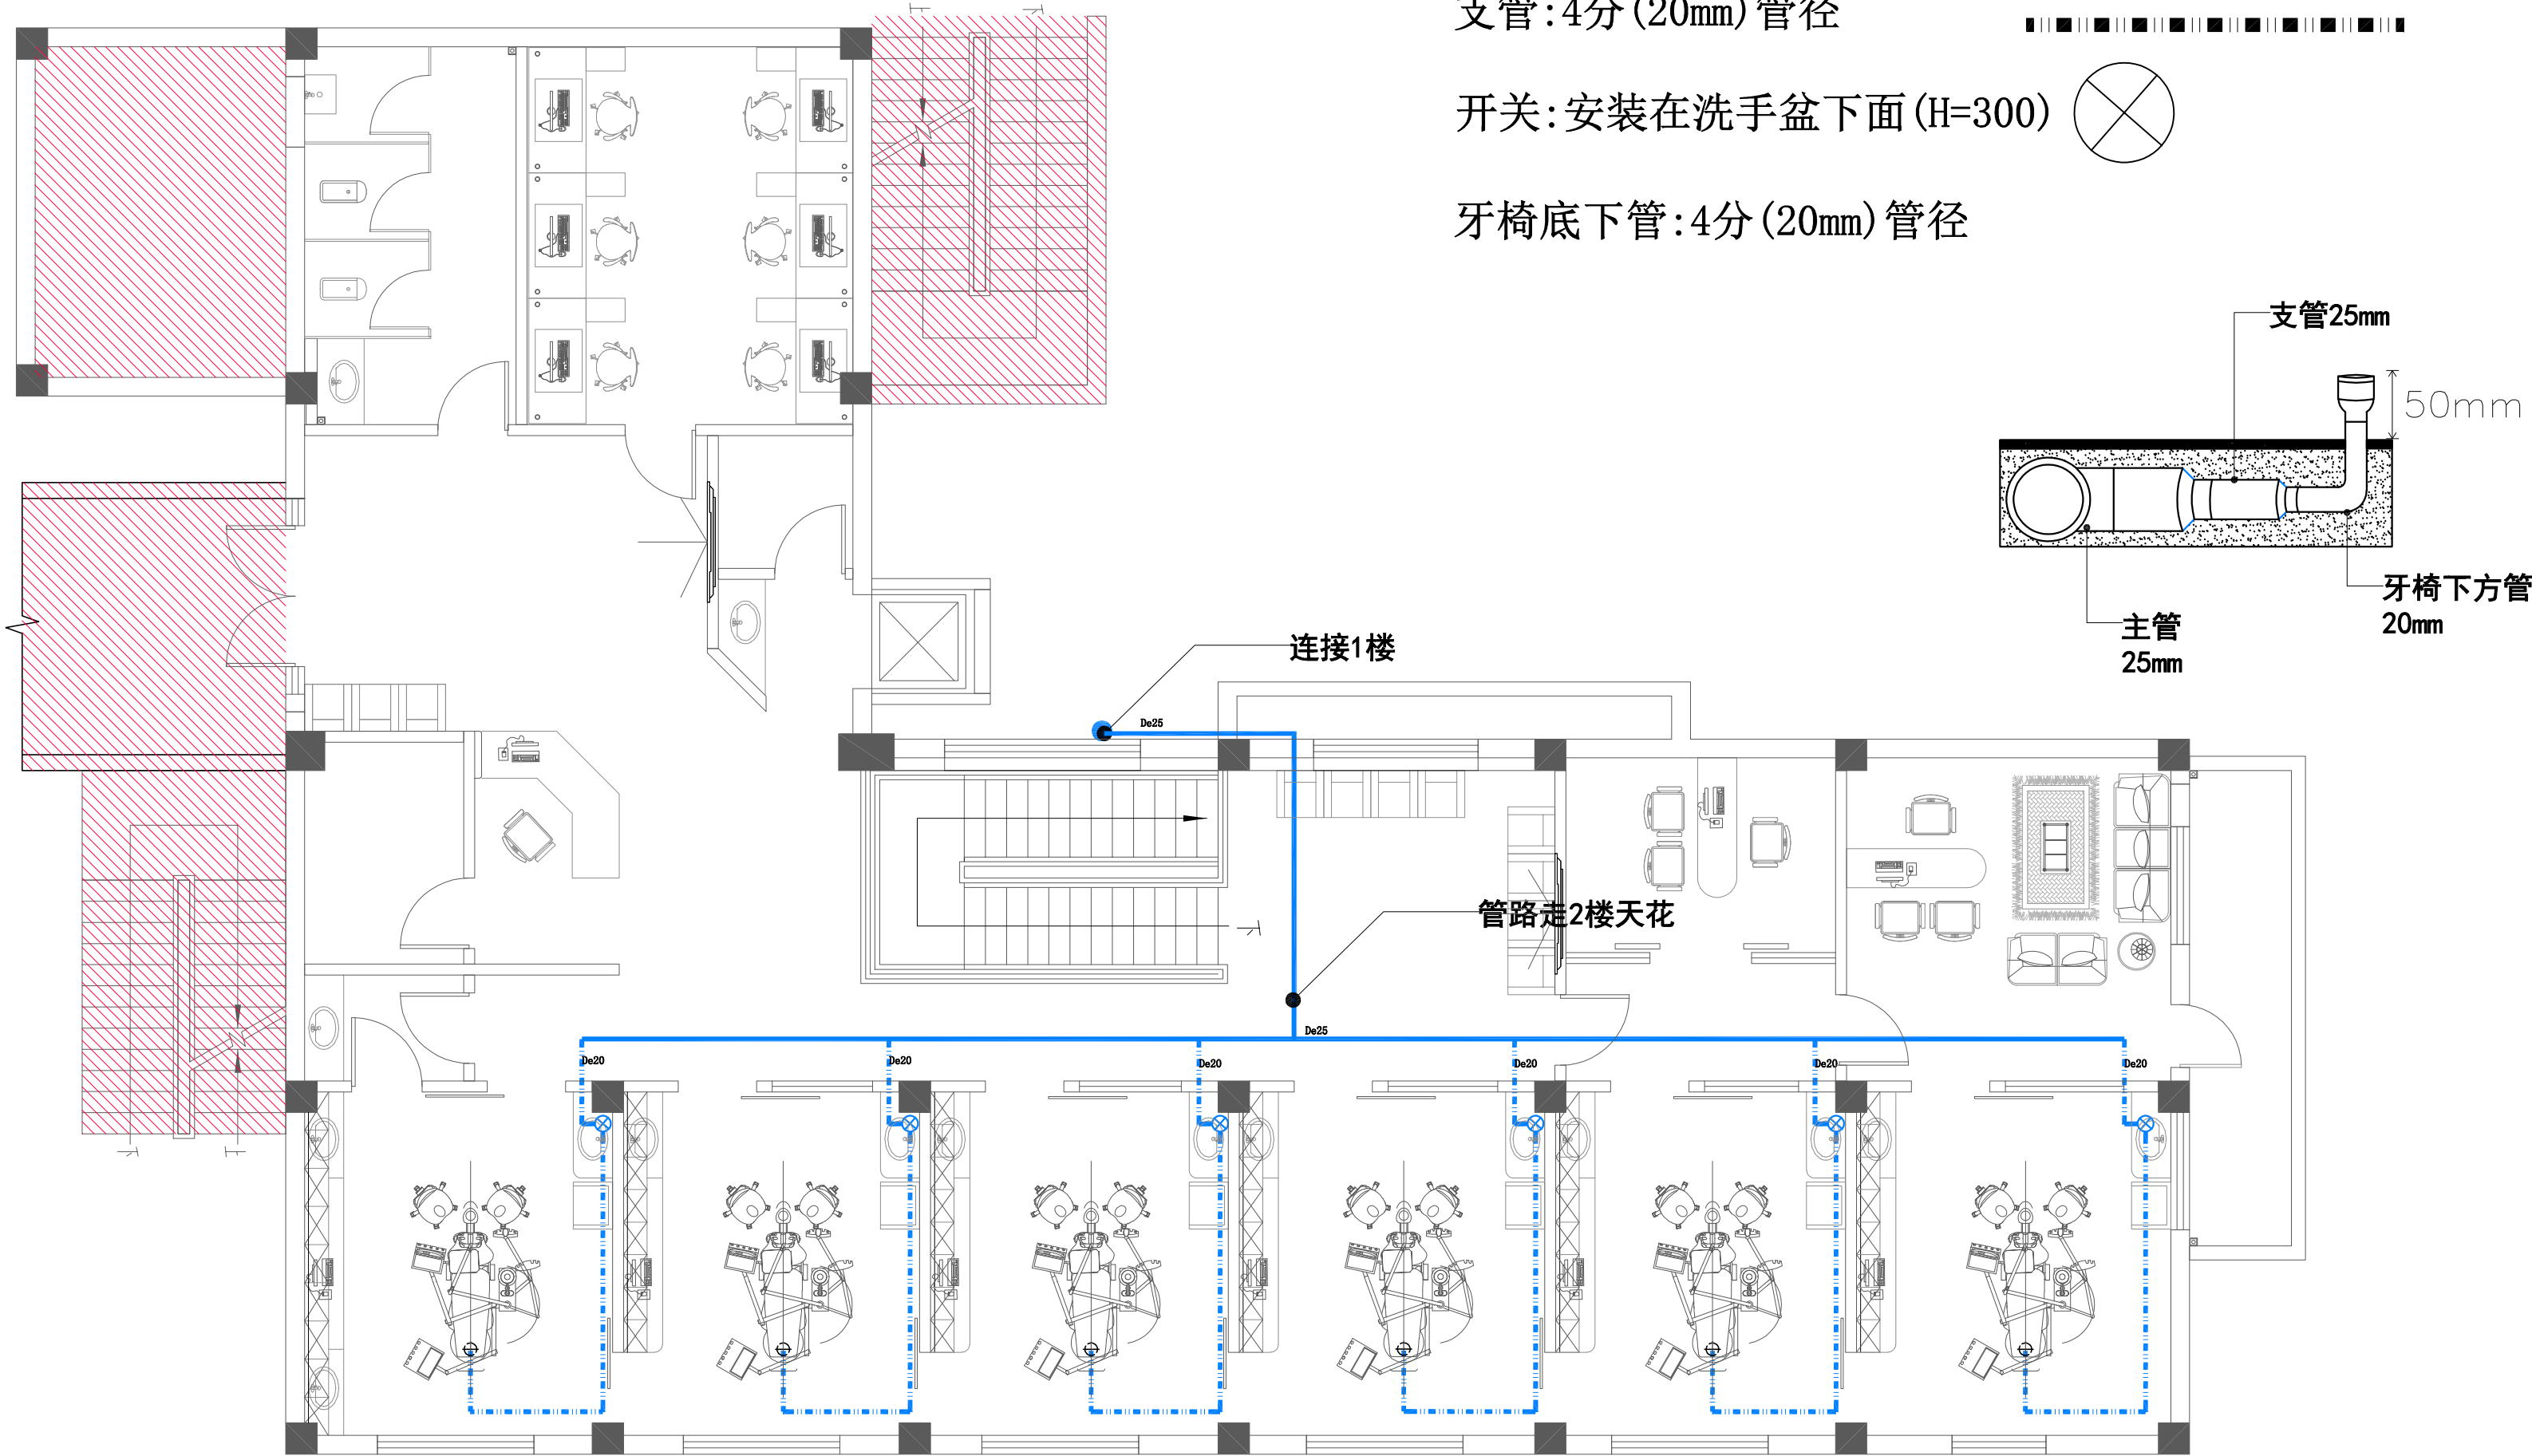 支管:4分(20mm)管径
开关:安装在洗手盆下面(H=300)
牙椅底下管:4分(20mm)管径
支管25mm
50mm
牙椅下方管
20mm
主管
25mm
连接1楼
De25
管路走2楼天花
De25
De20
De20
De20
De20
De20
De20